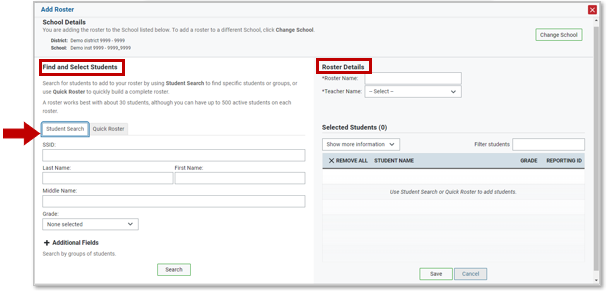 Add Roster
School Details
You are adding the roster to the School listed below. To add a roster to a different School, click Change School.
District: Demo district 9999 - 9999
School: Demo inst 9999 - 9999_9999
Change School
Find and Select Students
Search for students to add to your roster by using Student Search to find specific students or groups, or
use Quick Roster to quickly build a complete roster.
A roster works best with about 30 students, although you can have up to 500 active students on each
roster.
Student Search
Quick Roster
SSID:
Last Name:
First Name:
Middle Name:
Grade:
None selected
+ Additional Fields
Search by groups of students.
Search
Roster Details
*Roster Name:
*Teacher Name:
-- Select --
Selected Students (0)
Show more information
Filter students
X REMOVE ALL
STUDENT NAME
GRADE
REPORTING ID
Use Student Search or Quick Roster to add students.
Save
Cancel